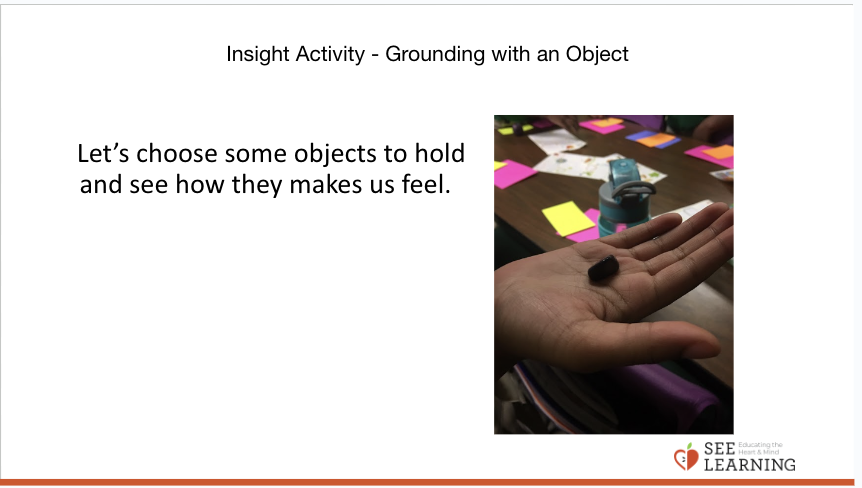 Insight Activity - Grounding with an Object
Let’s choose some objects to hold
and see how they makes us feel.
SEE Educating the
Heart & Mind
LEARNING